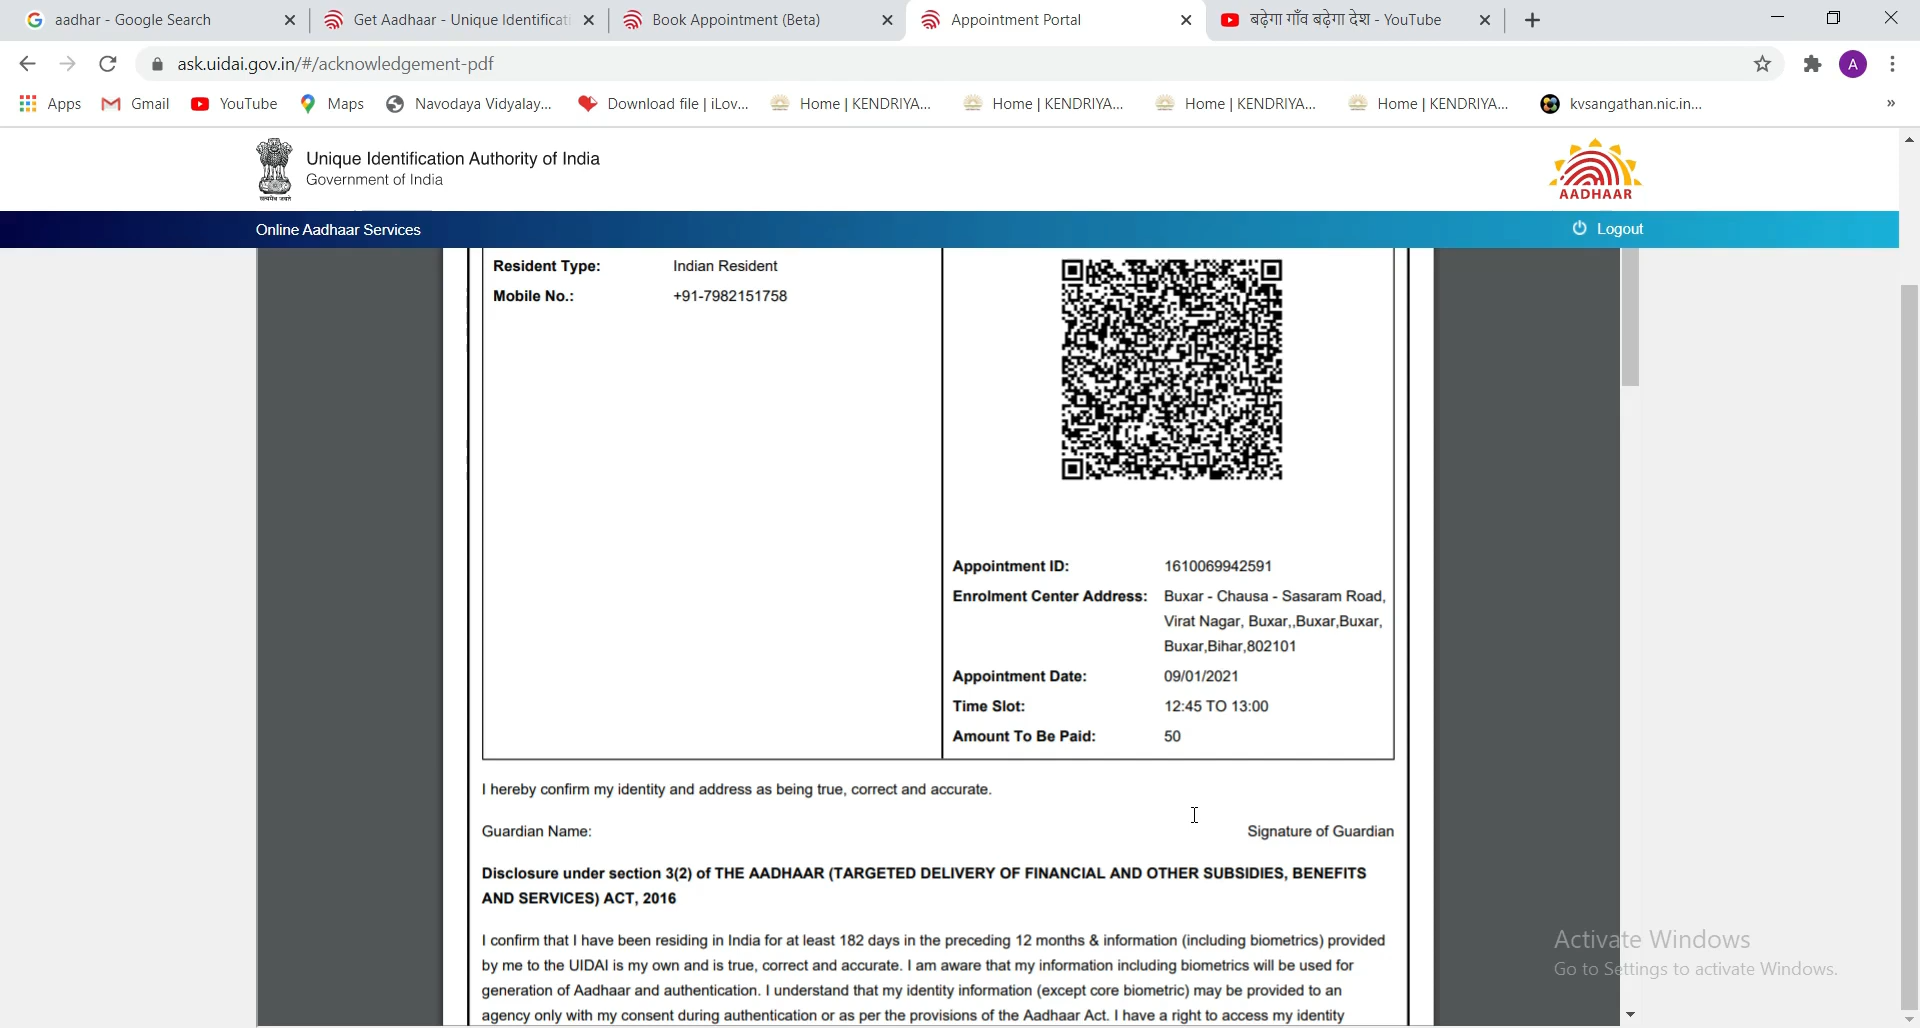 aadhar - Google Search
Get Aadhaar - Unique Identificati
Book Appointment (Beta)
Appointment Portal
बढ़ेगा गाँव बढ़ेगा देश - YouTube
ask.uidai.gov.in/#/acknowledgement-pdf
A
Apps
Gmail
YouTube
Maps
Navodaya Vidyalay...
Download file | iLov...
Home | KENDRIYA...
Home | KENDRIYA...
Home | KENDRIYA...
Home | KENDRIYA...
kvsangathan.nic.in...
»
Unique Identification Authority of India
Government of India
सत्यमेव जयते
AADHAAR
Online Aadhaar Services
Logout
Resident Type: Indian Resident
Mobile No.: +91-7982151758
Appointment ID: 1610069942591
Enrolment Center Address: Buxar - Chausa - Sasaram Road,
Virat Nagar, Buxar,,Buxar,Buxar,
Buxar,Bihar,802101
Appointment Date: 09/01/2021
Time Slot: 12:45 TO 13:00
Amount To Be Paid: 50
I hereby confirm my identity and address as being true, correct and accurate.
Guardian Name: Signature of Guardian
Disclosure under section 3(2) of THE AADHAAR (TARGETED DELIVERY OF FINANCIAL AND OTHER SUBSIDIES, BENEFITS
AND SERVICES) ACT, 2016
I confirm that I have been residing in India for at least 182 days in the preceding 12 months & information (including biometrics) provided
by me to the UIDAI is my own and is true, correct and accurate. I am aware that my information including biometrics will be used for
generation of Aadhaar and authentication. I understand that my identity information (except core biometric) may be provided to an
agency only with my consent during authentication or as per the provisions of the Aadhaar Act. I have a right to access my identity
Activate Windows
Go to Settings to activate Windows.